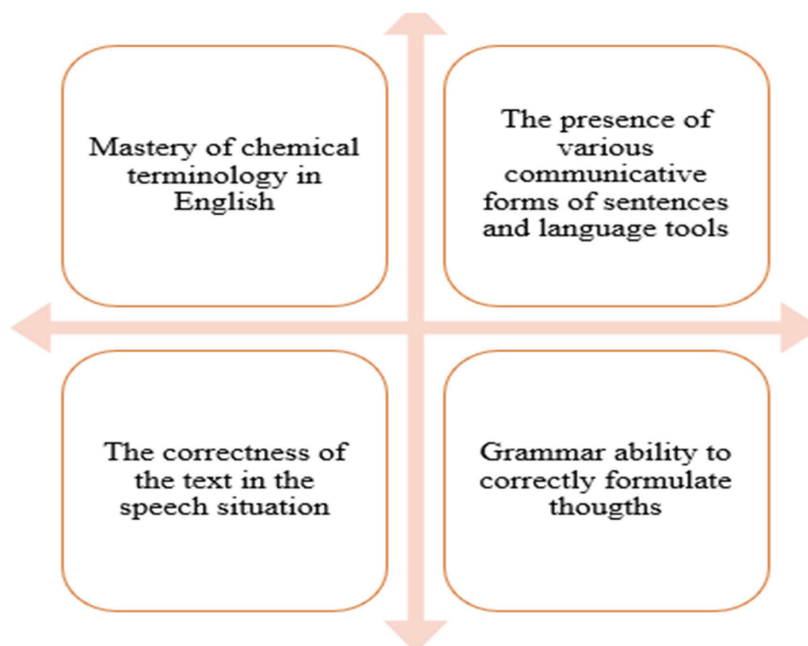 Mastery of chemical
terminology in
English
The presence of
various
communicative
forms of sentences
and language tools
The correctness of
the text in the
speech situation
Grammar ability to
correctly formulate
thougths